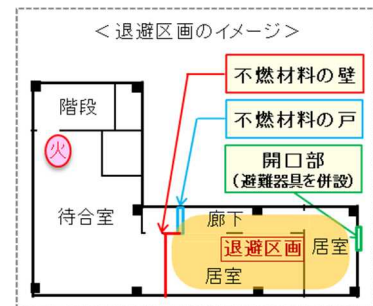 ＜退避区画のイメージ＞
不燃材料の壁
不燃材料の戸
開口部
(避難器具を併設)
階段
火
待合室
廊下
退避区画
居室
居室